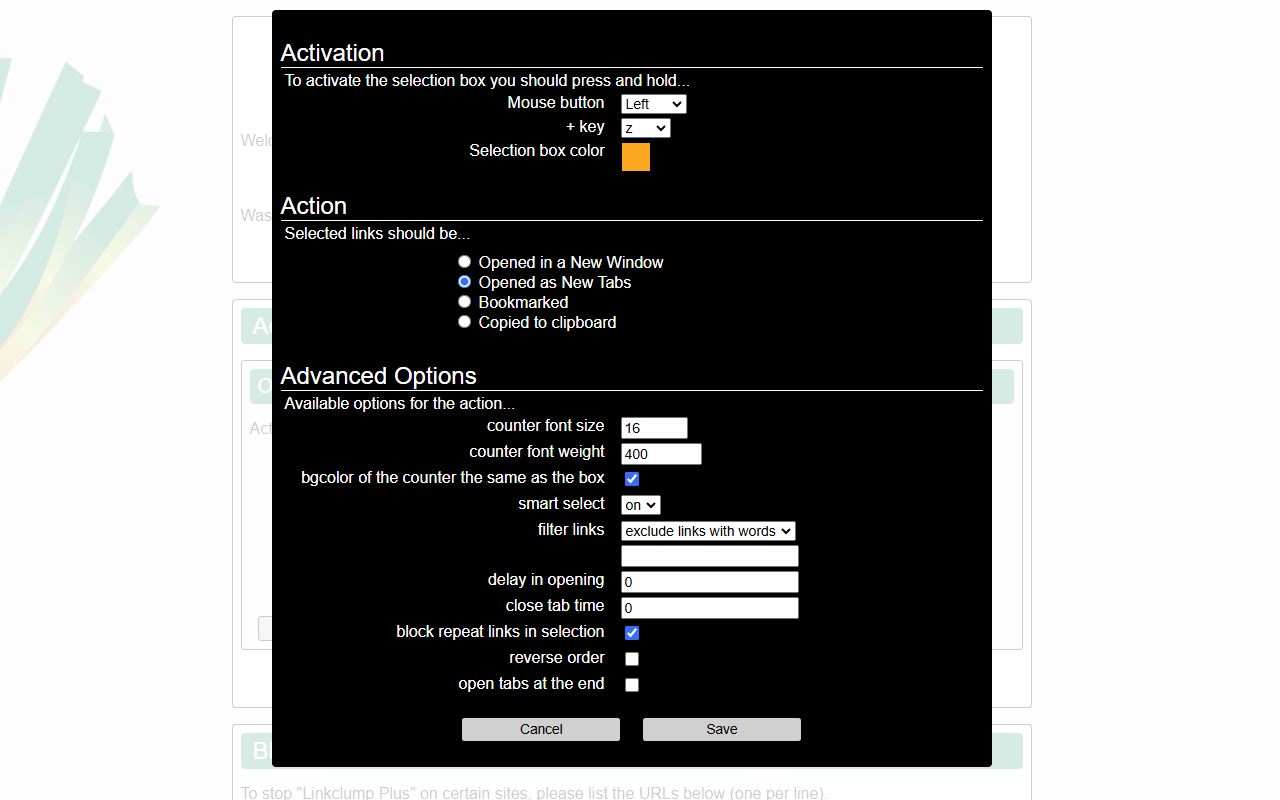 Activation
To activate the selection box you should press and hold...
Mouse button Left
+ key z
Selection box color
Action
Selected links should be...
Opened in a New Window
Opened as New Tabs
Bookmarked
Copied to clipboard
Advanced Options
Available options for the action...
counter font size 16
counter font weight 400
bgcolor of the counter the same as the box
smart select on
filter links exclude links with words
delay in opening 0
close tab time 0
block repeat links in selection
reverse order
open tabs at the end
Cancel Save
To stop "Linkclump Plus" on certain sites, please list the URLs below (one per line).